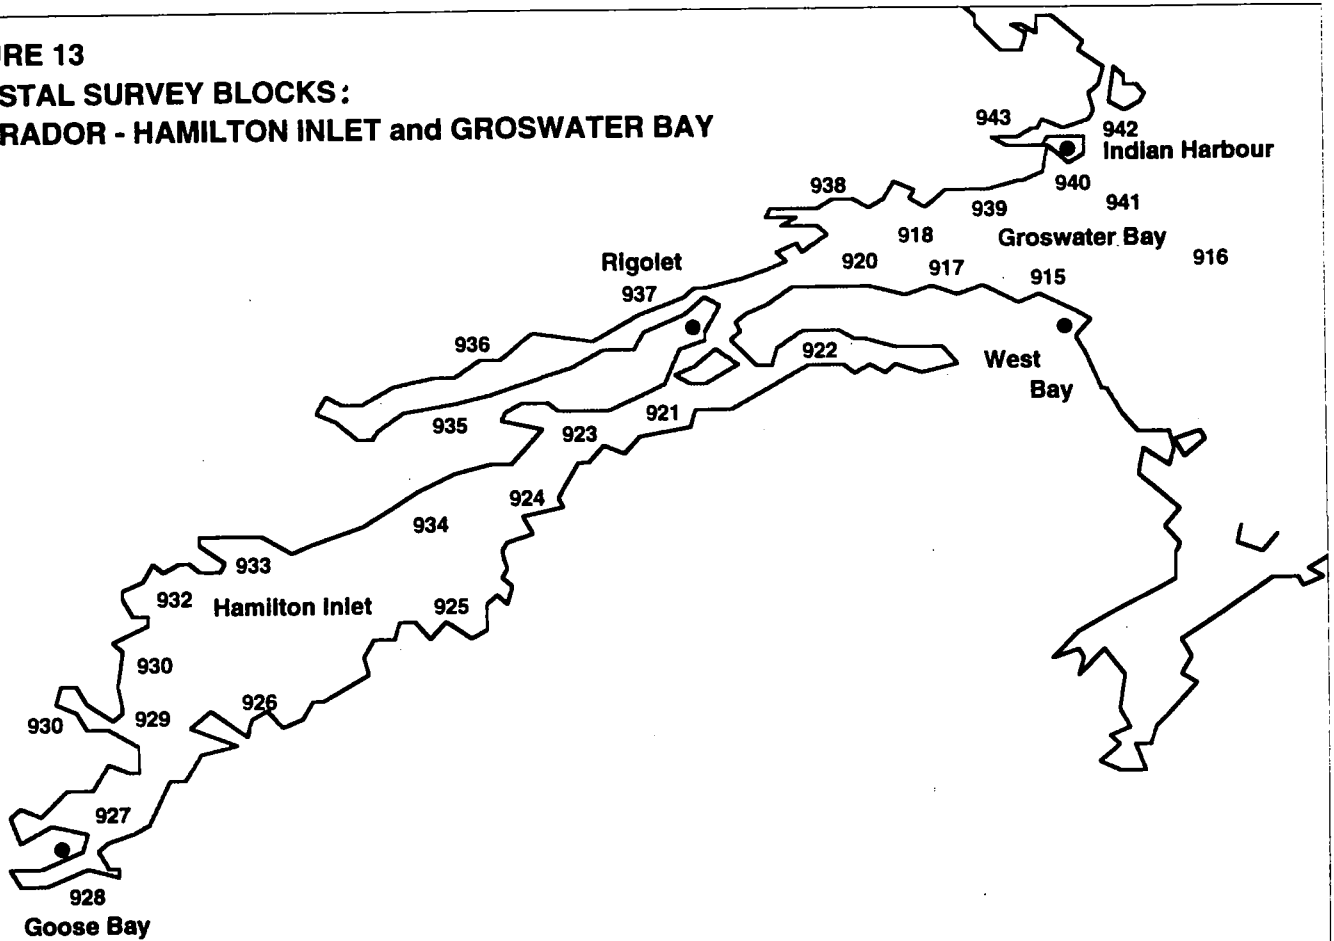 URE 13
STAL SURVEY BLOCKS:
RADOR - HAMILTON INLET and GROSWATER BAY
943
942
Indian Harbour
938
940
939
941
918
Groswater Bay
916
Rigolet
920
917
915
937
936
922
West
Bay
921
935
923
924
934
933
932
Hamilton Inlet
925
930
926
930
929
927
928
Goose Bay